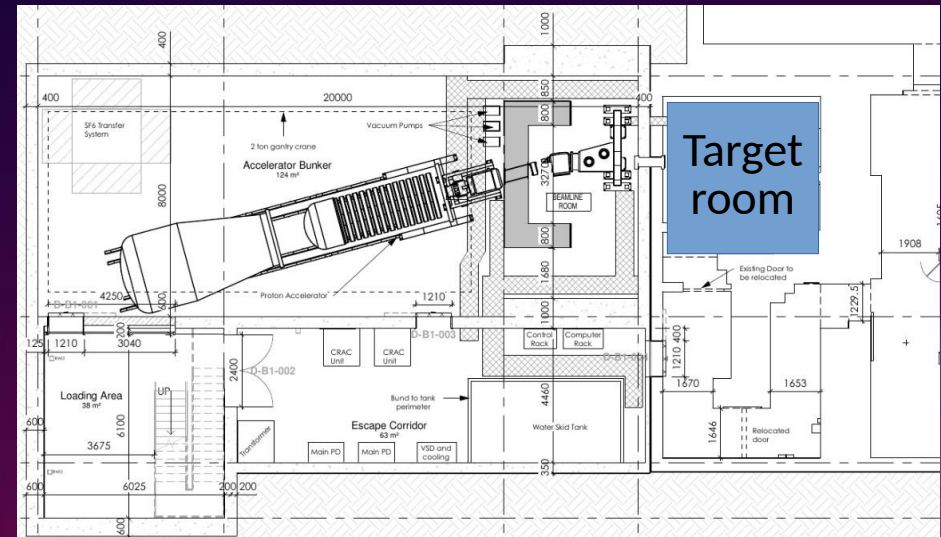 400
1000
400
20000
850
400
SF6 Transfer
System
Vacuum Pumps
800
2 ton gantry crane
Accelerator Bunker
124 m²
Target
room
8000
3270
BEAMLINE
ROOM
800
1908
Existing Door to
be relocated
1680
Proton Accelerator
4250
600
1210
D-B1-001
1229.5
1000
200
125
1210
3040
D-B1-003
CRAC
Unit
CRAC
Unit
Control
Rack
Computer
Rack
400
1210
2400
D-B1-002
Loading Area
38 m²
UP
6100
4460
1670
1653
Bund to tank
perimeter
600
3675
Escape Corridor
63 m²
Water Skid Tank
Transformer
Main PD
Main PD
VSD and
cooling
1646
Relocated
door
350
600
6025
200
200
600